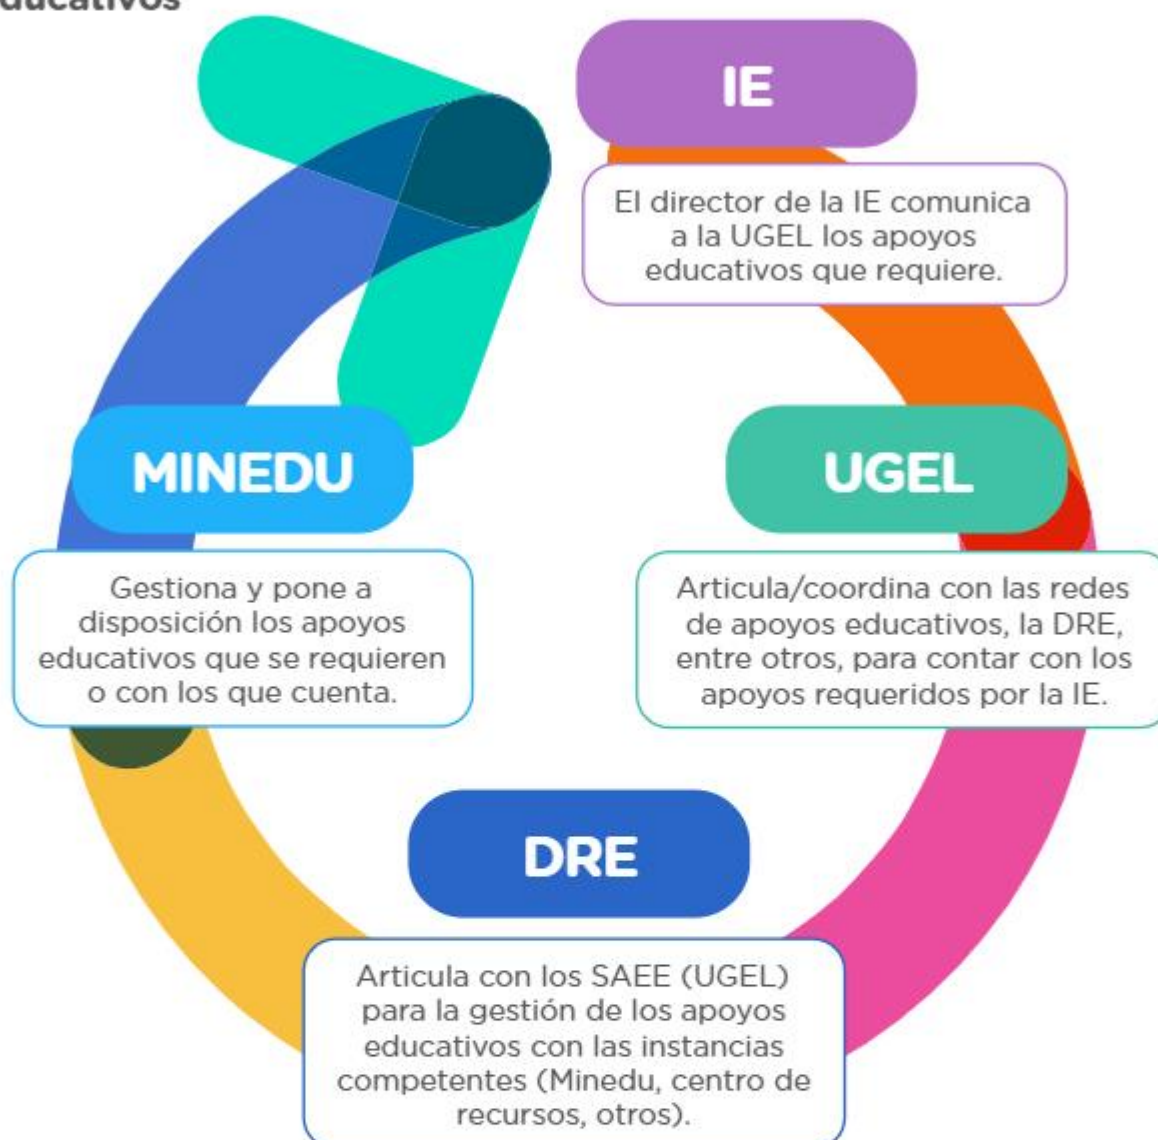 IE
El director de la IE comunica
a la UGEL los apoyos
educativos que requiere.
UGEL
Articula/coordina con las redes
de apoyos educativos, la DRE,
entre otros, para contar con los
apoyos requeridos por la IE.
DRE
Articula con los SAEE (UGEL)
para la gestión de los apoyos
educativos con las instancias
competentes (Minedu, centro de
recursos, otros).
MINEDU
Gestiona y pone a
disposición los apoyos
educativos que se requieren
o con los que cuenta.